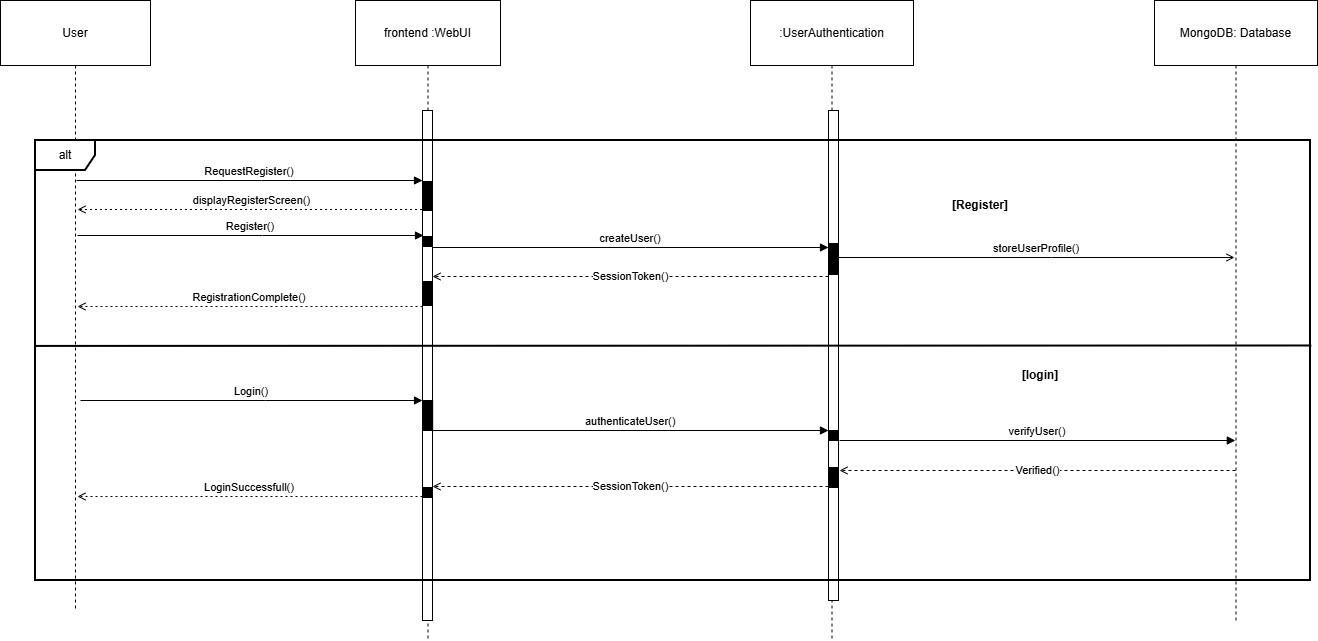 User
frontend :WebUI
:UserAuthentication
MongoDB: Database
alt
RequestRegister()
displayRegisterScreen()
[Register]
Register()
createUser()
storeUserProfile()
SessionToken()
RegistrationComplete()
[login]
Login()
authenticateUser()
verifyUser()
Verified()
SessionToken()
LoginSuccessfull()